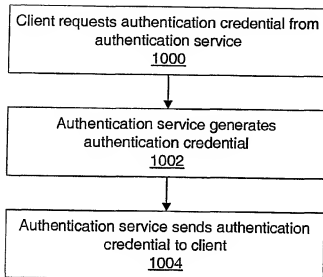 Client requests authentication credential from
authentication service
1000
Authentication service generates
authentication credential
1002
Authentication service sends authentication
credential to client
1004